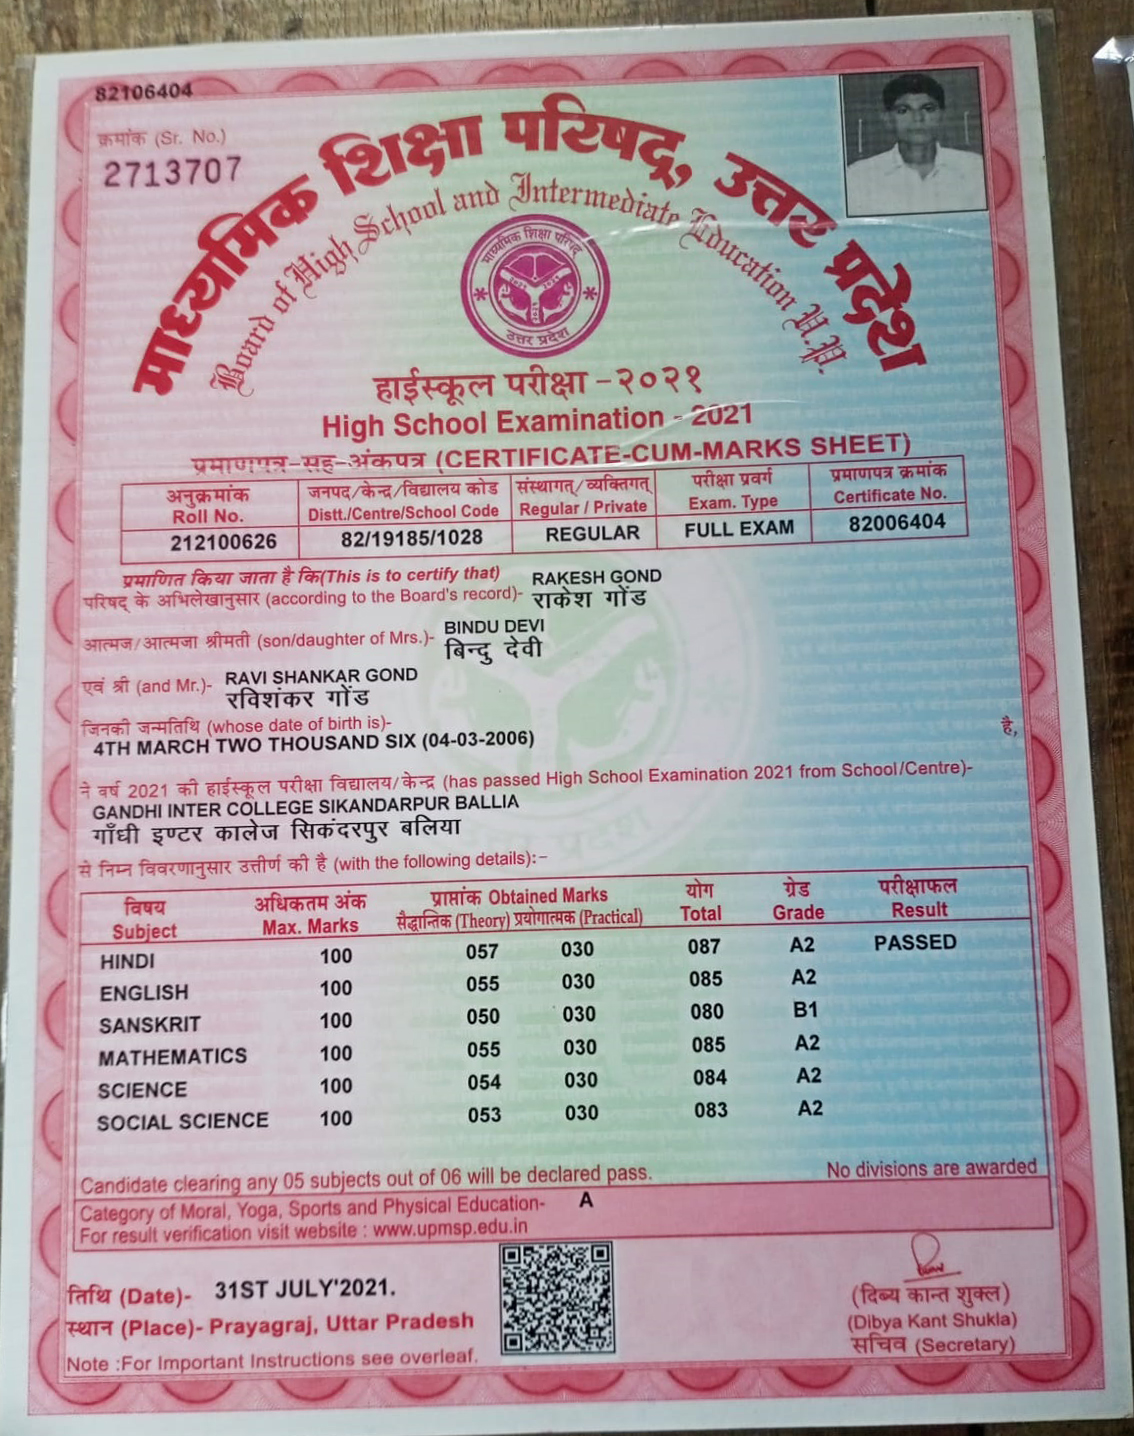 82106404
क्रमांक (Sr. No.)
2713707
माध्यमिक शिक्षा परिषद्, उत्तर प्रदेश
Board of High School and Intermediate Education U.P.
माध्यमिक शिक्षा परिषद
उत्तर प्रदेश
हाईस्कूल परीक्षा - २०२१
High School Examination - 2021
प्रमाणपत्र-सह-अंकपत्र (CERTIFICATE-CUM-MARKS SHEET)
अनुक्रमांक जनपद/केन्द्र/विद्यालय कोड संस्थागत्/व्यक्तिगत् परीक्षा प्रवर्ग प्रमाणपत्र क्रमांक
Roll No. Distt./Centre/School Code Regular / Private Exam. Type Certificate No.
212100626 82/19185/1028 REGULAR FULL EXAM 82006404
प्रमाणित किया जाता है कि(This is to certify that) RAKESH GOND
परिषद् के अभिलेखानुसार (according to the Board's record)- राकेश गोंड
BINDU DEVI
आत्मज/आत्मजा श्रीमती (son/daughter of Mrs.)- बिन्दु देवी
एवं श्री (and Mr.)- RAVI SHANKAR GOND
रविशंकर गोंड
जिनकी जन्मतिथि (whose date of birth is)- है,
4TH MARCH TWO THOUSAND SIX (04-03-2006)
ने वर्ष 2021 की हाईस्कूल परीक्षा विद्यालय/केन्द्र (has passed High School Examination 2021 from School/Centre)-
GANDHI INTER COLLEGE SIKANDARPUR BALLIA
गाँधी इण्टर कालेज सिकंदरपुर बलिया
से निम्न विवरणानुसार उत्तीर्ण की है (with the following details):-
विषय अधिकतम अंक प्राप्तांक Obtained Marks योग ग्रेड परीक्षाफल
Subject Max. Marks सैद्धान्तिक (Theory) प्रयोगात्मक (Practical) Total Grade Result
HINDI 100 057 030 087 A2 PASSED
ENGLISH 100 055 030 085 A2
SANSKRIT 100 050 030 080 B1
MATHEMATICS 100 055 030 085 A2
SCIENCE 100 054 030 084 A2
SOCIAL SCIENCE 100 053 030 083 A2
Candidate clearing any 05 subjects out of 06 will be declared pass. No divisions are awarded
Category of Moral, Yoga, Sports and Physical Education- A
For result verification visit website : www.upmsp.edu.in
तिथि (Date)- 31ST JULY'2021.
स्थान (Place)- Prayagraj, Uttar Pradesh
Note :For Important Instructions see overleaf.
(दिब्य कान्त शुक्ल)
(Dibya Kant Shukla)
सचिव (Secretary)